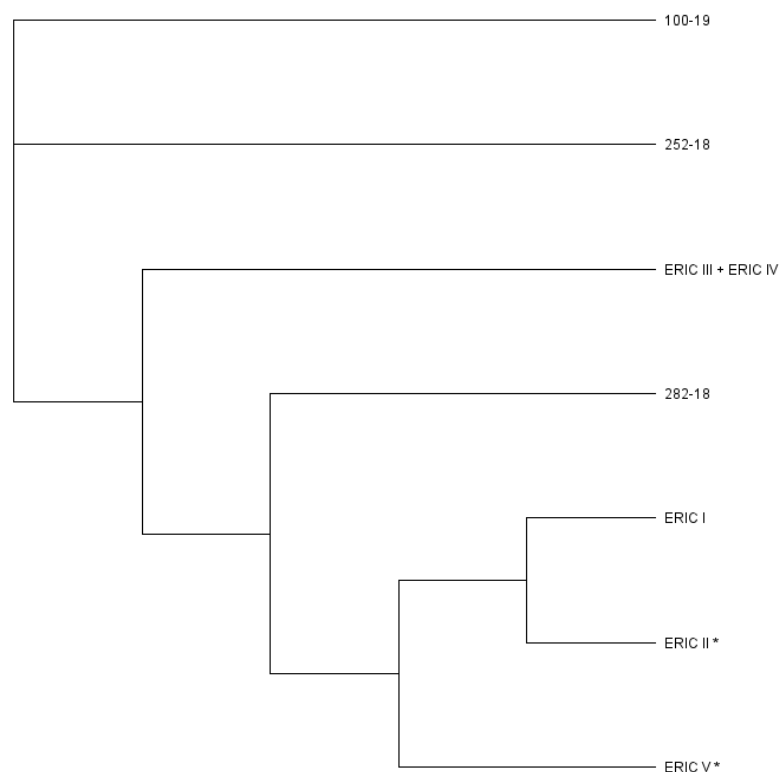 100-19
252-18
ERIC III + ERIC IV
282-18
ERIC I
ERIC II *
ERIC V *